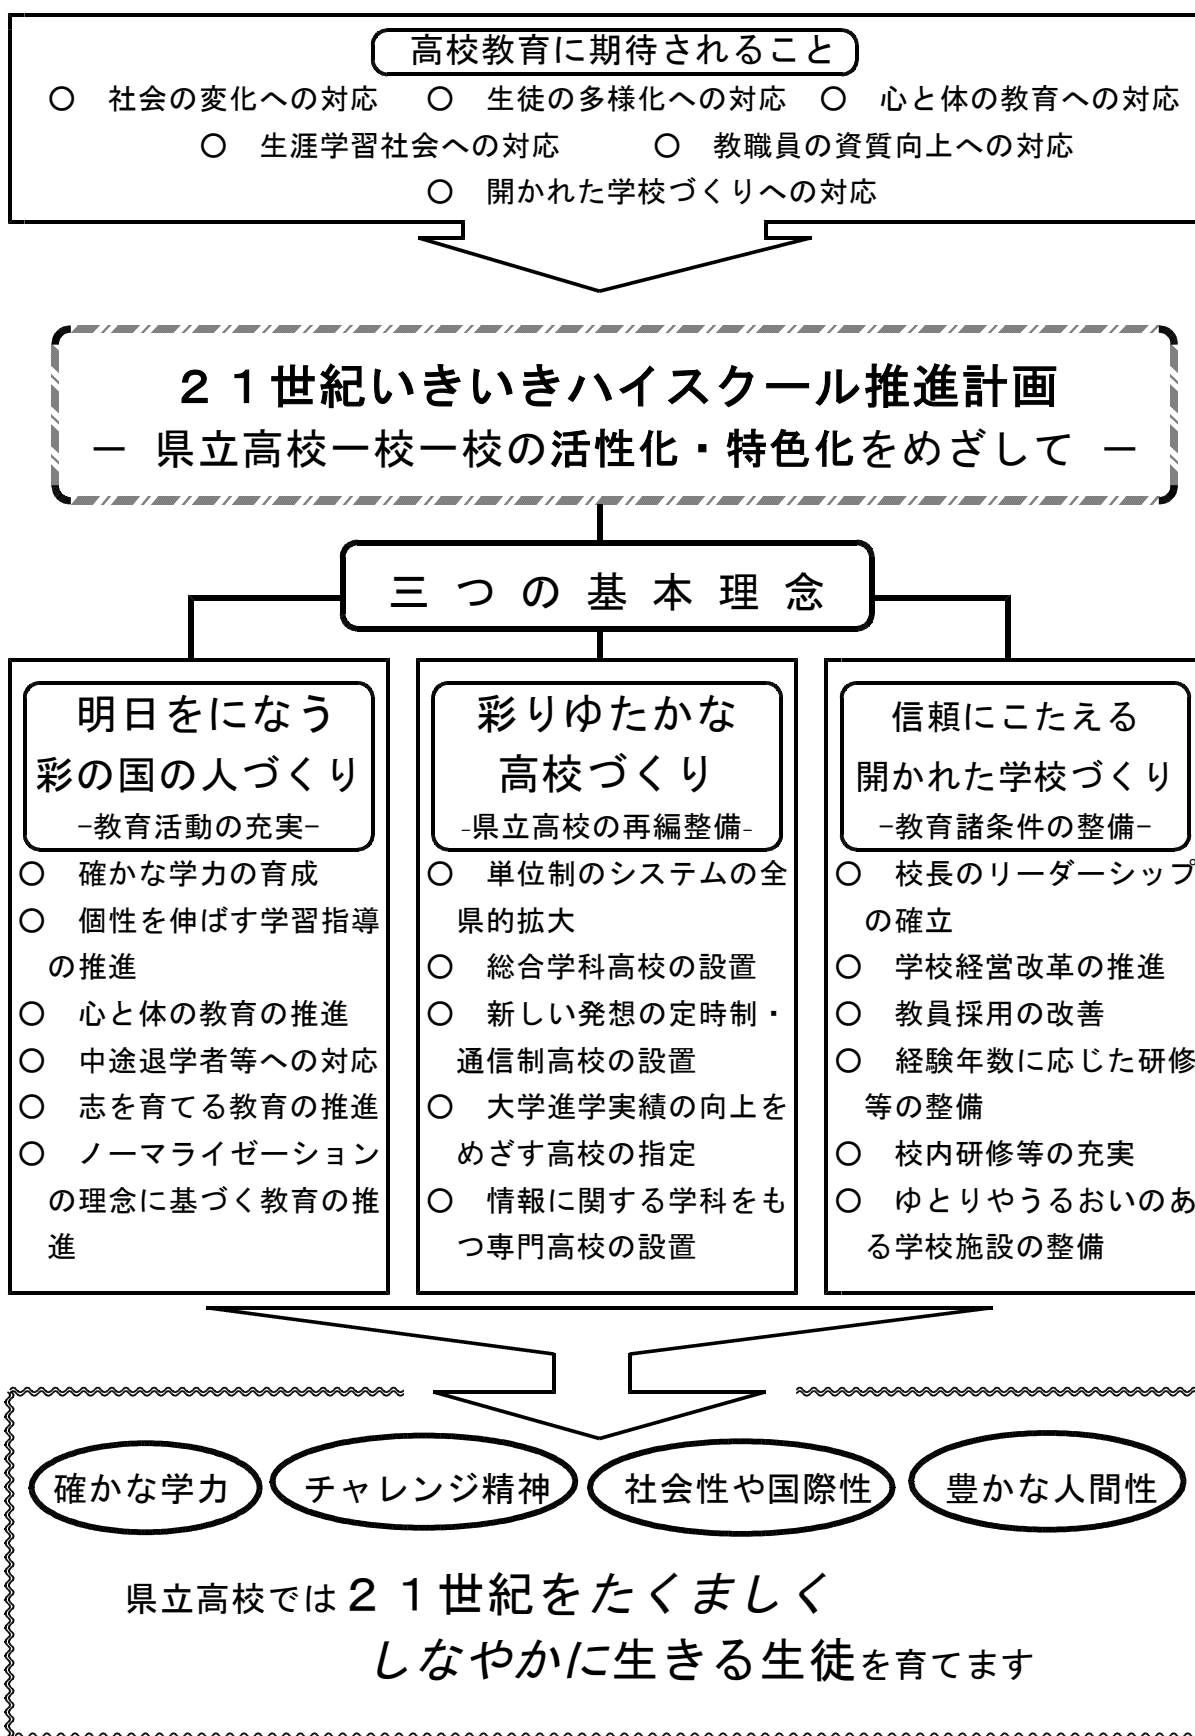 高校教育に期待されること
○　社会の変化への対応　○　生徒の多様化への対応　○　心と体の教育への対応
○　生涯学習社会への対応　○　教職員の資質向上への対応
○　開かれた学校づくりへの対応
２１世紀いきいきハイスクール推進計画
－ 県立高校一校一校の活性化・特色化をめざして －
三つの基本理念
明日をになう
彩の国の人づくり
−教育活動の充実−
○　確かな学力の育成
○　個性を伸ばす学習指導
の推進
○　心と体の教育の推進
○　中途退学者等への対応
○　志を育てる教育の推進
○　ノーマライゼーション
の理念に基づく教育の推
進
彩りゆたかな
高校づくり
-県立高校の再編整備-
○　単位制のシステムの全
県的拡大
○　総合学科高校の設置
○　新しい発想の定時制・
通信制高校の設置
○　大学進学実績の向上を
めざす高校の指定
○　情報に関する学科をも
つ専門高校の設置
信頼にこたえる
開かれた学校づくり
−教育諸条件の整備−
○　校長のリーダーシップ
の確立
○　学校経営改革の推進
○　教員採用の改善
○　経験年数に応じた研修
等の整備
○　校内研修等の充実
○　ゆとりやうるおいのあ
る学校施設の整備
確かな学力　チャレンジ精神　社会性や国際性　豊かな人間性
県立高校では２１世紀をたくましく
しなやかに生きる生徒を育てます